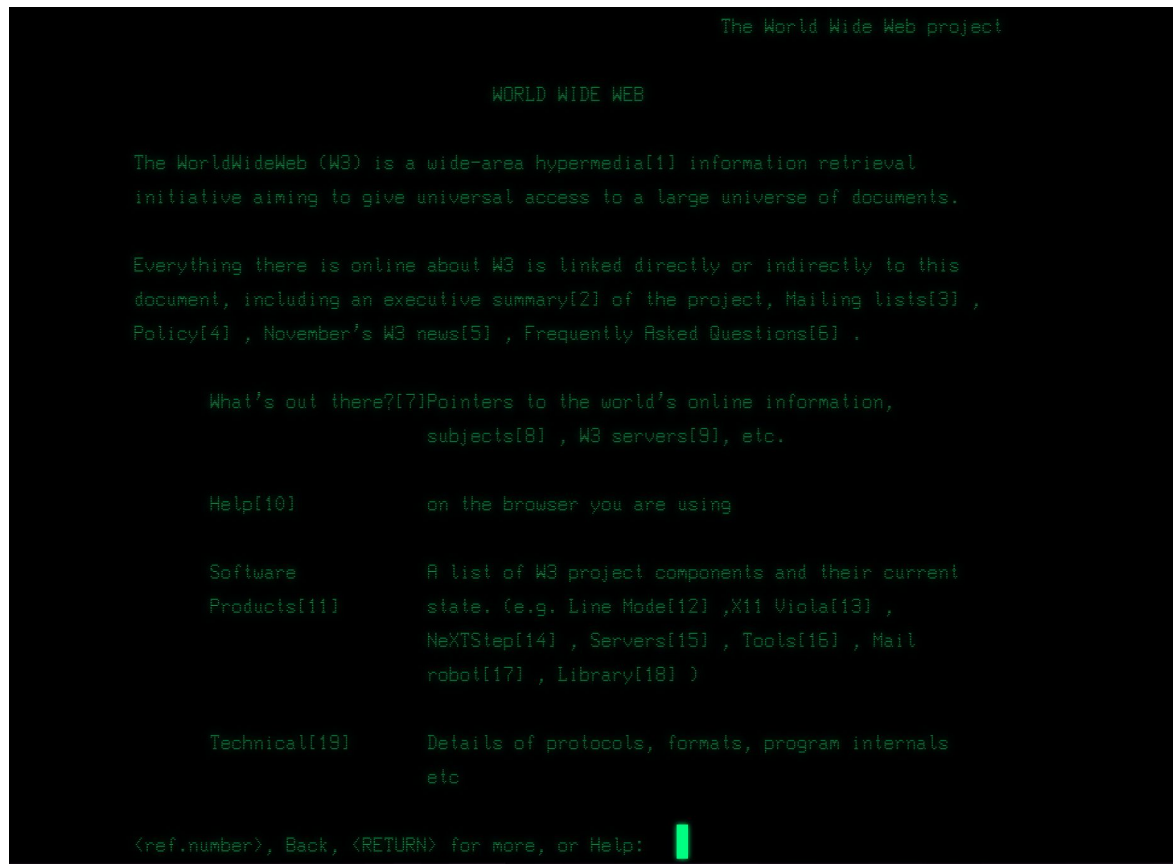 The World Wide Web project
WORLD WIDE WEB
The WorldWideWeb (W3) is a wide-area hypermedia[1] information retrieval
initiative aiming to give universal access to a large universe of documents.
Everything there is online about W3 is linked directly or indirectly to this
document, including an executive summary[2] of the project, Mailing lists[3] ,
Policy[4] , November's W3 news[5] , Frequently Asked Questions[6] .
What's out there?[7]Pointers to the world's online information,
subjects[8] , W3 servers[9], etc.
Help[10] on the browser you are using
Software A list of W3 project components and their current
Products[11] state. (e.g. Line Mode[12] ,X11 Viola[13] ,
NeXTStep[14] , Servers[15] , Tools[16] , Mail
robot[17] , Library[18] )
Technical[19] Details of protocols, formats, program internals
etc
<ref.number>, Back, <RETURN> for more, or Help: